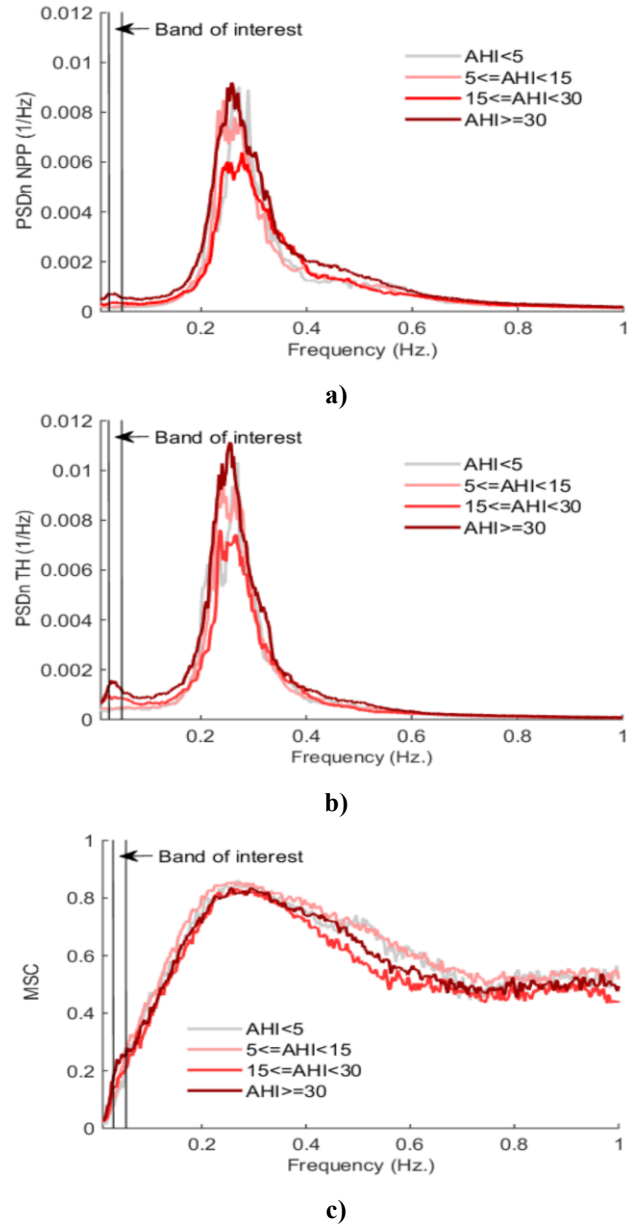 0.012
Band of interest
0.01
AHI<5
5<=AHI<15
15<=AHI<30
AHI>=30
0.008
0.006
0.004
0.002
0
PSDn NPP (1/Hz)
0.2
0.4
0.6
0.8
1
Frequency (Hz.)
a)
0.012
Band of interest
0.01
AHI<5
5<=AHI<15
15<=AHI<30
AHI>=30
0.008
0.006
0.004
0.002
0
PSDn TH (1/Hz)
0.2
0.4
0.6
0.8
1
Frequency (Hz.)
b)
1
Band of interest
0.8
0.6
0.4
0.2
0
MSC
AHI<5
5<=AHI<15
15<=AHI<30
AHI>=30
0.2
0.4
0.6
0.8
1
Frequency (Hz.)
c)